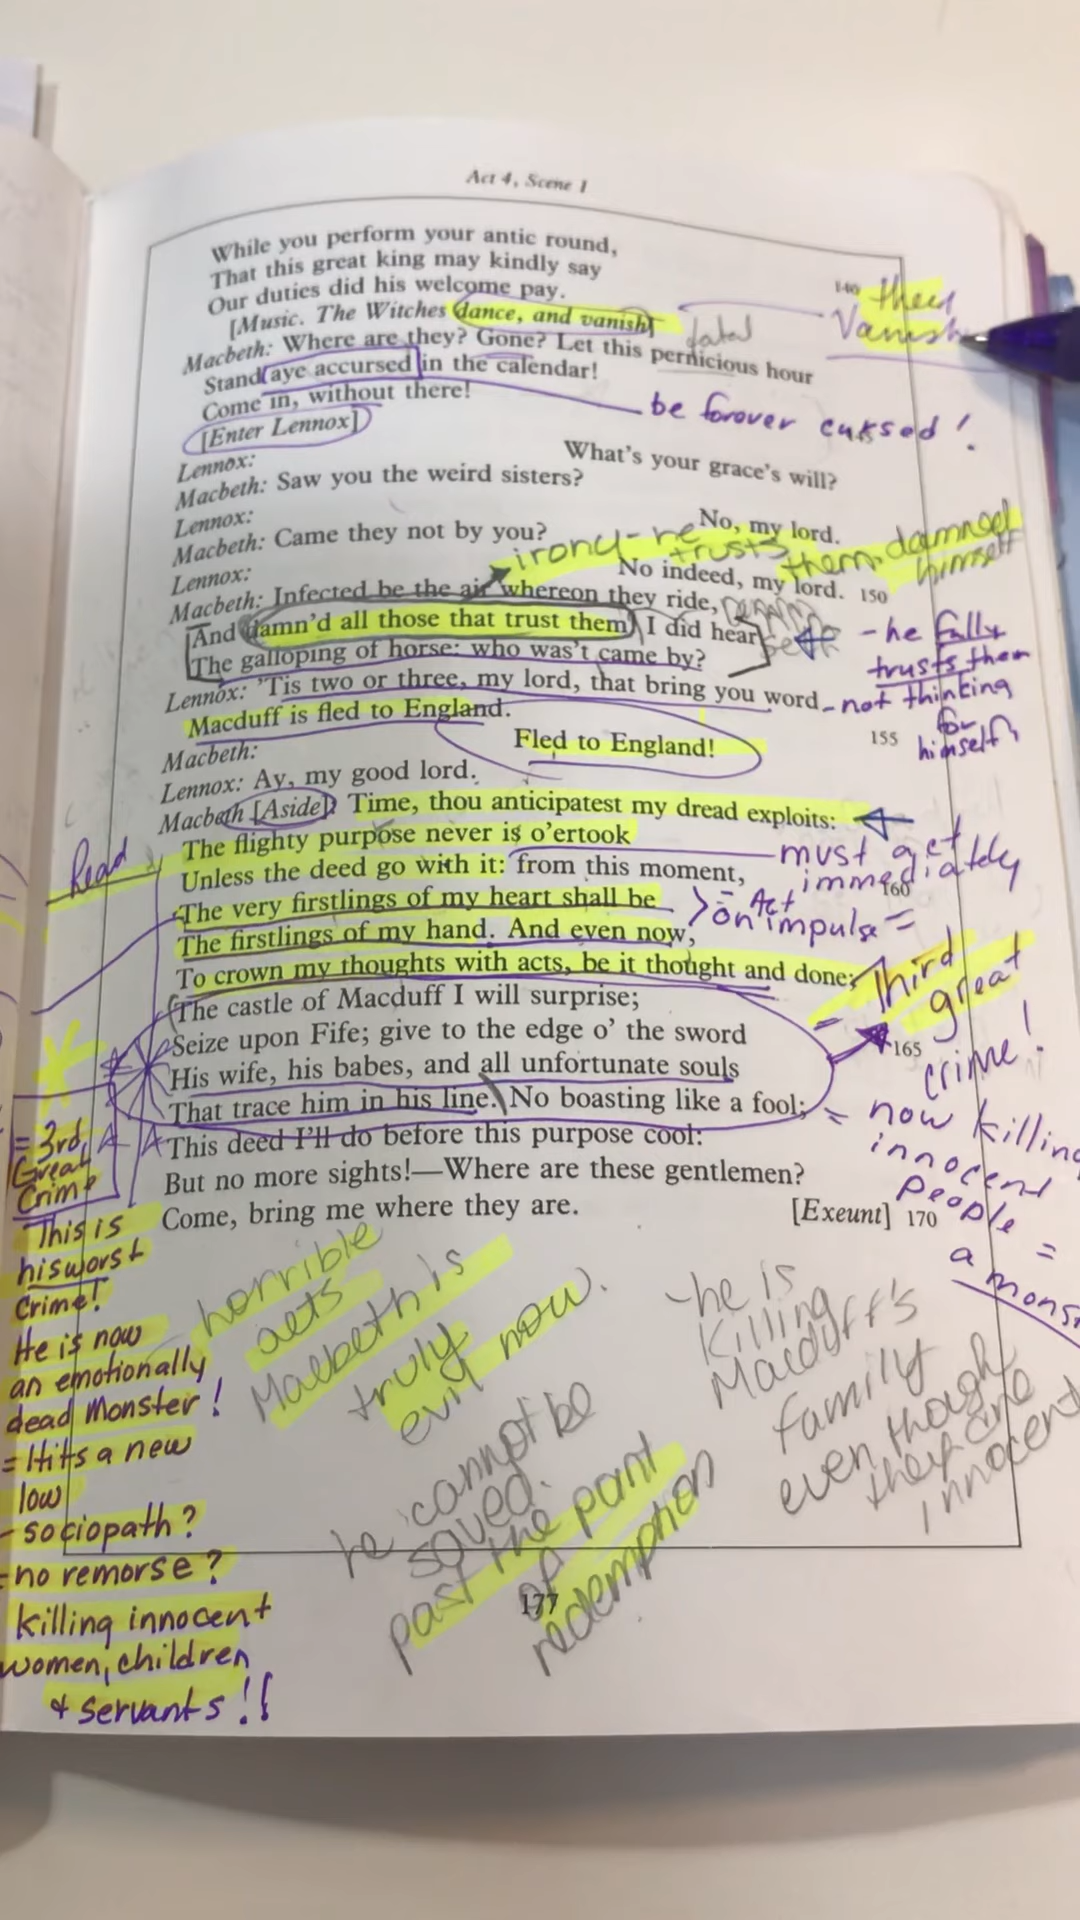 Act 4, Scene 1
While you perform your antic round,
That this great king may kindly say
Our duties did his welcome pay. 140
[Music. The Witches dance, and vanish]
they
Vanish
fatal
Macbeth: Where are they? Gone? Let this pernicious hour
Stand aye accursed in the calendar!
be forever cursed!
Come in, without there!
[Enter Lennox]
Lennox: What's your grace's will?
Macbeth: Saw you the weird sisters?
Lennox: No, my lord.
Macbeth: Came they not by you?
irony-he
trusts
them. damned
himself
Lennox: No indeed, my lord. 150
Macbeth: Infected be the air whereon they ride,
And damn'd all those that trust them! I did hear
The galloping of horse: who was't came by?
- he fully
trusts them
- not thinking
for
himself
Lennox: 'Tis two or three, my lord, that bring you word
Macduff is fled to England. 155
Macbeth: Fled to England!
Lennox: Ay, my good lord.
Macbeth [Aside]: Time, thou anticipatest my dread exploits:
Read
The flighty purpose never is o'ertook
Unless the deed go with it: from this moment, 160
must act
immediately
The very firstlings of my heart shall be
The firstlings of my hand. And even now,
- Act
on impulse =
To crown my thoughts with acts, be it thought and done;
The castle of Macduff I will surprise;
Seize upon Fife; give to the edge o' the sword 165
- Third
great
crime!
His wife, his babes, and all unfortunate souls
That trace him in his line. No boasting like a fool;
This deed I'll do before this purpose cool:
But no more sights!—Where are these gentlemen?
Come, bring me where they are. [Exeunt] 170
= now killing
innocent
people =
a
= 3rd
Great
Crime
This is
his worst
Crime!
He is now
an emotionally
dead monster!
= Hits a new
low
- sociopath?
= no remorse?
killing innocent
women, children
+ servants!!
horrible
acts
Macbeth is
truly
evil now.
he cannot be
saved.
past the point
of
redemption
- he is
Killing
Macduff's
family
even though
they are
innocent
177